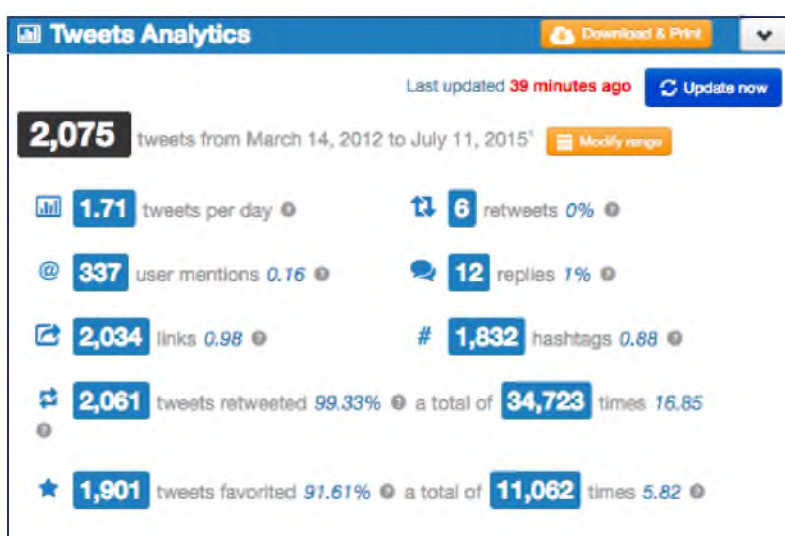 Tweets Analytics Download & Print
Last updated 39 minutes ago Update now
2,075 tweets from March 14, 2012 to July 11, 2015¹ Modify range
1.71 tweets per day
6 retweets 0%
@ 337 user mentions 0.16
12 replies 1%
2,034 links 0.98
# 1,832 hashtags 0.88
2,061 tweets retweeted 99.33% a total of 34,723 times 16.85
1,901 tweets favorited 91.61% a total of 11,062 times 5.82